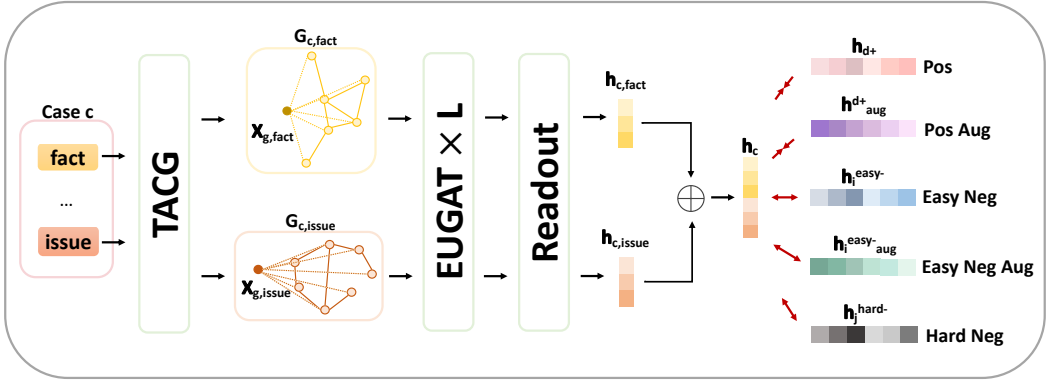 Case c
fact
...
issue
TACG
G_c,fact
X_g,fact
G_c,issue
X_g,issue
EUGAT × L
Readout
h_c,fact
h_c,issue
h_c
h_d+
Pos
h^d+_aug
Pos Aug
h_i^easy-
Easy Neg
h_i^easy-_aug
Easy Neg Aug
h_j^hard-
Hard Neg